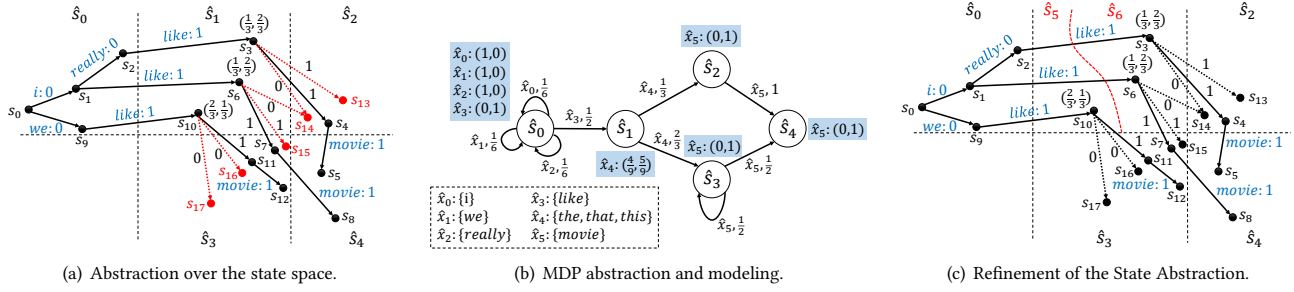 ŝ₀ ŝ₁ ŝ₂
(1/3, 2/3)
like: 1
s₃
really: 0
s₂
1
(1/3, 2/3)
like: 1
1
0
s₁₃
i: 0
s₁
s₆
0
s₀
(2/3, 1/3)
s₁₄
s₄
we: 0
like: 1
s₁₀
1
s₉
1
s₇
s₁₅
movie: 1
0
0
s₁₁
s₁₆
s₅
movie: 1
s₁₂
s₁₇
s₈
ŝ₃ ŝ₄
(a) Abstraction over the state space.
x̂₀: (1,0)
x̂₁: (1,0)
x̂₂: (1,0)
x̂₃: (0,1)
x̂₅: (0,1)
ŝ₂
x̂₀, 1/6
x̂₄, 1/3
x̂₅, 1
x̂₃, 1/2
x̂₁, 1/6
ŝ₀ ŝ₁ ŝ₄
x̂₅: (0,1)
x̂₂, 1/6
x̂₄, 2/3
x̂₅: (0,1)
x̂₅, 1/2
x̂₄: (4/9, 5/9)
ŝ₃
x̂₅, 1/2
x̂₀: {i} x̂₃: {like}
x̂₁: {we} x̂₄: {the, that, this}
x̂₂: {really} x̂₅: {movie}
(b) MDP abstraction and modeling.
ŝ₀ ŝ₅ ŝ₆ ŝ₂
(1/3, 2/3)
like: 1
s₃
really: 0
s₂
1
(1/3, 2/3)
like: 1
1
0
s₁₃
i: 0
s₁
s₆
0
s₀
(2/3, 1/3)
s₁₄
s₄
we: 0
like: 1
s₁₀
1
s₉
1
s₇
s₁₅
movie: 1
0
0
s₁₁
s₁₆
s₅
movie: 1
s₁₂
s₁₇
s₈
ŝ₃ ŝ₄
(c) Refinement of the State Abstraction.